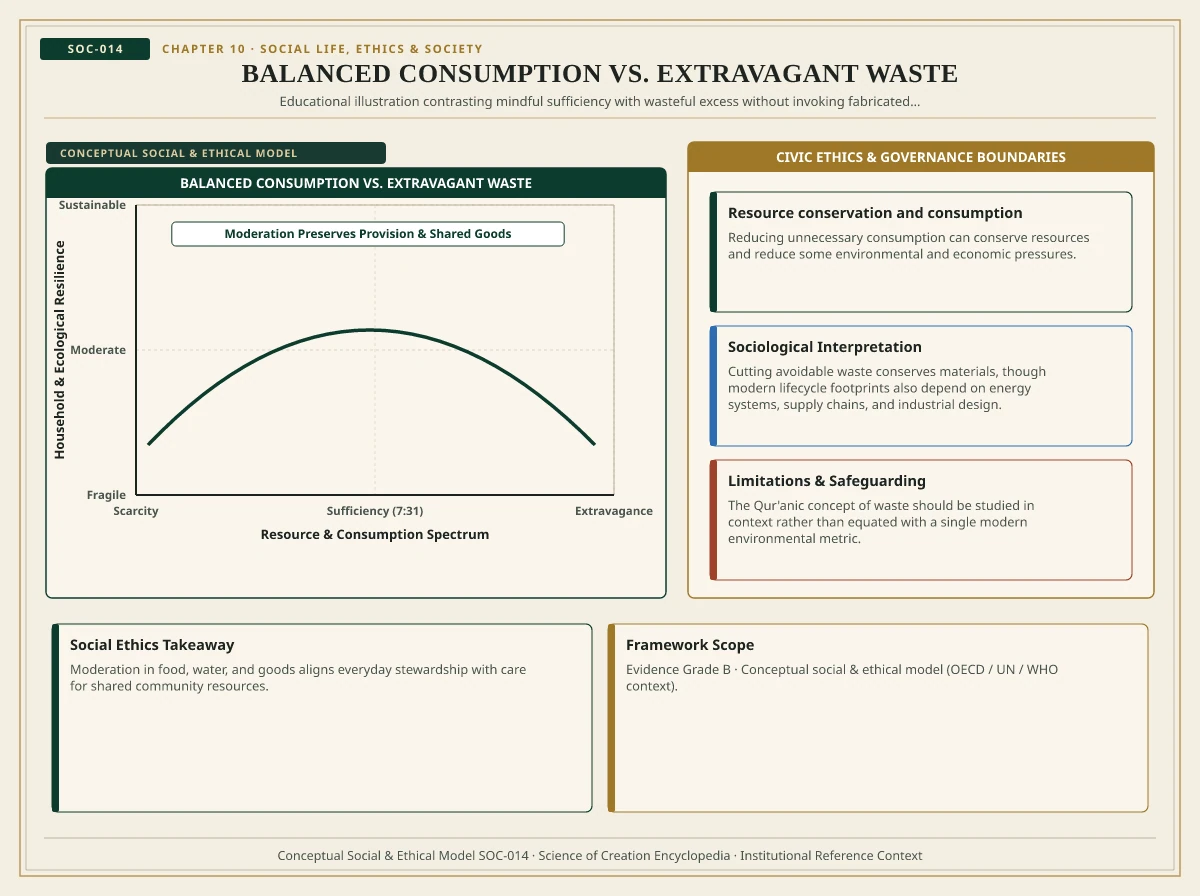 SOC-014
CHAPTER 10 · SOCIAL LIFE, ETHICS & SOCIETY
BALANCED CONSUMPTION VS. EXTRAVAGANT WASTE
Educational illustration contrasting mindful sufficiency with wasteful excess without invoking fabricated...
CONCEPTUAL SOCIAL & ETHICAL MODEL
BALANCED CONSUMPTION VS. EXTRAVAGANT WASTE
Sustainable
Moderation Preserves Provision & Shared Goods
Household & Ecological Resilience
Moderate
Fragile
Scarcity
Sufficiency (7:31)
Extravagance
Resource & Consumption Spectrum
CIVIC ETHICS & GOVERNANCE BOUNDARIES
Resource conservation and consumption
Reducing unnecessary consumption can conserve resources
and reduce some environmental and economic pressures.
Sociological Interpretation
Cutting avoidable waste conserves materials, though
modern lifecycle footprints also depend on energy
systems, supply chains, and industrial design.
Limitations & Safeguarding
The Qur'anic concept of waste should be studied in
context rather than equated with a single modern
environmental metric.
Social Ethics Takeaway
Moderation in food, water, and goods aligns everyday stewardship with care
for shared community resources.
Framework Scope
Evidence Grade B · Conceptual social & ethical model (OECD / UN / WHO
context).
Conceptual Social & Ethical Model SOC-014 · Science of Creation Encyclopedia · Institutional Reference Context